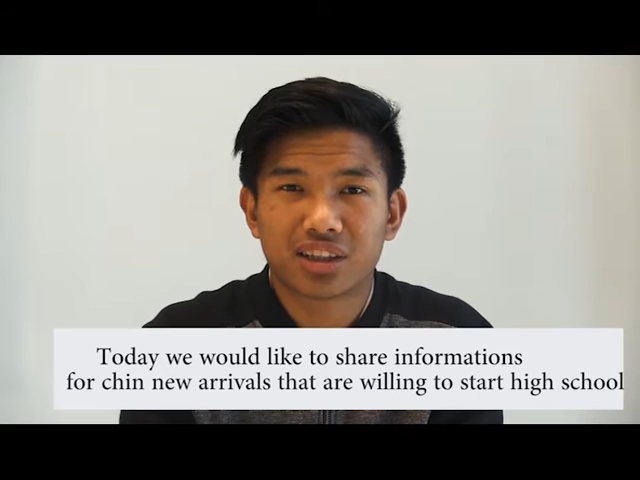 Today we would like to share informations
for chin new arrivals that are willing to start high school